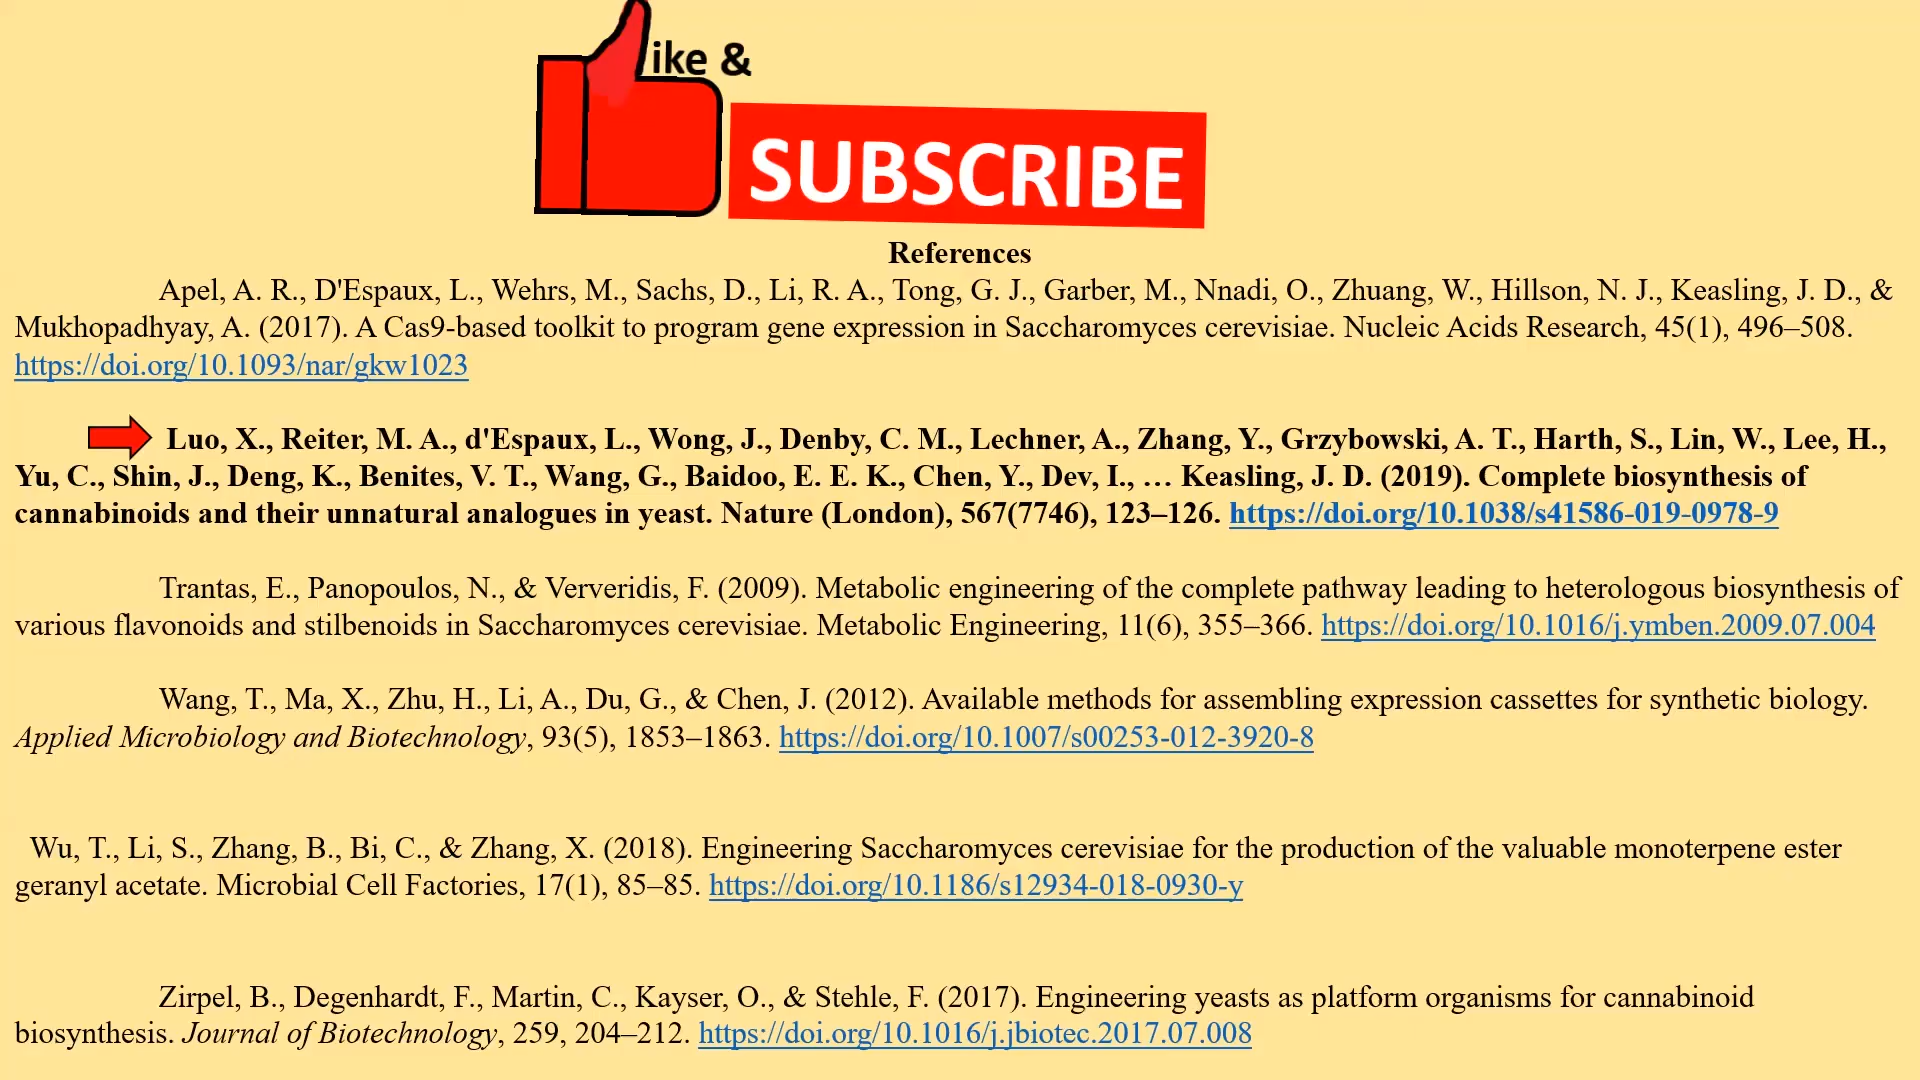 ike &
SUBSCRIBE
References
Apel, A. R., D'Espaux, L., Wehrs, M., Sachs, D., Li, R. A., Tong, G. J., Garber, M., Nnadi, O., Zhuang, W., Hillson, N. J., Keasling, J. D., &
Mukhopadhyay, A. (2017). A Cas9-based toolkit to program gene expression in Saccharomyces cerevisiae. Nucleic Acids Research, 45(1), 496–508.
https://doi.org/10.1093/nar/gkw1023
Luo, X., Reiter, M. A., d'Espaux, L., Wong, J., Denby, C. M., Lechner, A., Zhang, Y., Grzybowski, A. T., Harth, S., Lin, W., Lee, H.,
Yu, C., Shin, J., Deng, K., Benites, V. T., Wang, G., Baidoo, E. E. K., Chen, Y., Dev, I., … Keasling, J. D. (2019). Complete biosynthesis of
cannabinoids and their unnatural analogues in yeast. Nature (London), 567(7746), 123–126. https://doi.org/10.1038/s41586-019-0978-9
Trantas, E., Panopoulos, N., & Ververidis, F. (2009). Metabolic engineering of the complete pathway leading to heterologous biosynthesis of
various flavonoids and stilbenoids in Saccharomyces cerevisiae. Metabolic Engineering, 11(6), 355–366. https://doi.org/10.1016/j.ymben.2009.07.004
Wang, T., Ma, X., Zhu, H., Li, A., Du, G., & Chen, J. (2012). Available methods for assembling expression cassettes for synthetic biology.
Applied Microbiology and Biotechnology, 93(5), 1853–1863. https://doi.org/10.1007/s00253-012-3920-8
Wu, T., Li, S., Zhang, B., Bi, C., & Zhang, X. (2018). Engineering Saccharomyces cerevisiae for the production of the valuable monoterpene ester
geranyl acetate. Microbial Cell Factories, 17(1), 85–85. https://doi.org/10.1186/s12934-018-0930-y
Zirpel, B., Degenhardt, F., Martin, C., Kayser, O., & Stehle, F. (2017). Engineering yeasts as platform organisms for cannabinoid
biosynthesis. Journal of Biotechnology, 259, 204–212. https://doi.org/10.1016/j.jbiotec.2017.07.008